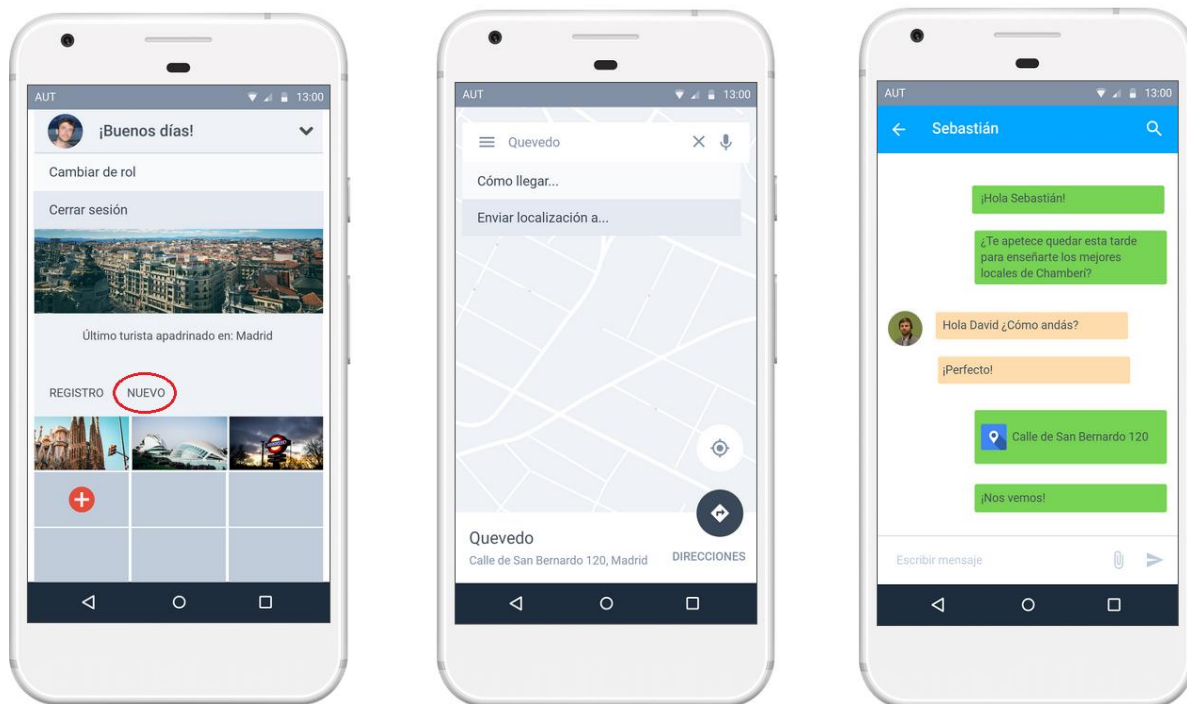 AUT 13:00
¡Buenos días!
Cambiar de rol
Cerrar sesión
Último turista apadrinado en: Madrid
REGISTRO NUEVO
AUT 13:00
Quevedo
Cómo llegar...
Enviar localización a...
Quevedo
Calle de San Bernardo 120, Madrid
DIRECCIONES
AUT 13:00
Sebastián
¡Hola Sebastián!
¿Te apetece quedar esta tarde
para enseñarte los mejores
locales de Chamberí?
Hola David ¿Cómo andás?
¡Perfecto!
Calle de San Bernardo 120
¡Nos vemos!
Escribir mensaje